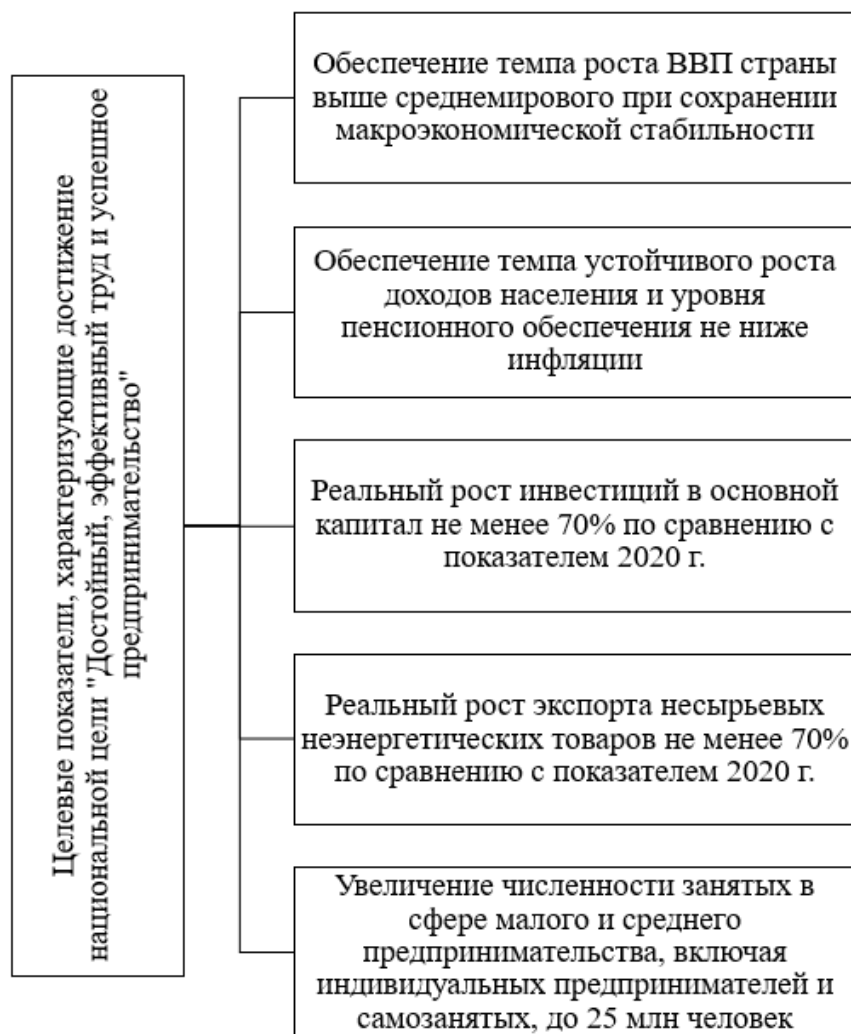 Целевые показатели, характеризующие достижение
национальной цели "Достойный, эффективный труд и успешное
предпринимательство"
Обеспечение темпа роста ВВП страны
выше среднемирового при сохранении
макроэкономической стабильности
Обеспечение темпа устойчивого роста
доходов населения и уровня
пенсионного обеспечения не ниже
инфляции
Реальный рост инвестиций в основной
капитал не менее 70% по сравнению с
показателем 2020 г.
Реальный рост экспорта несырьевых
неэнергетических товаров не менее 70%
по сравнению с показателем 2020 г.
Увеличение численности занятых в
сфере малого и среднего
предпринимательства, включая
индивидуальных предпринимателей и
самозанятых, до 25 млн человек